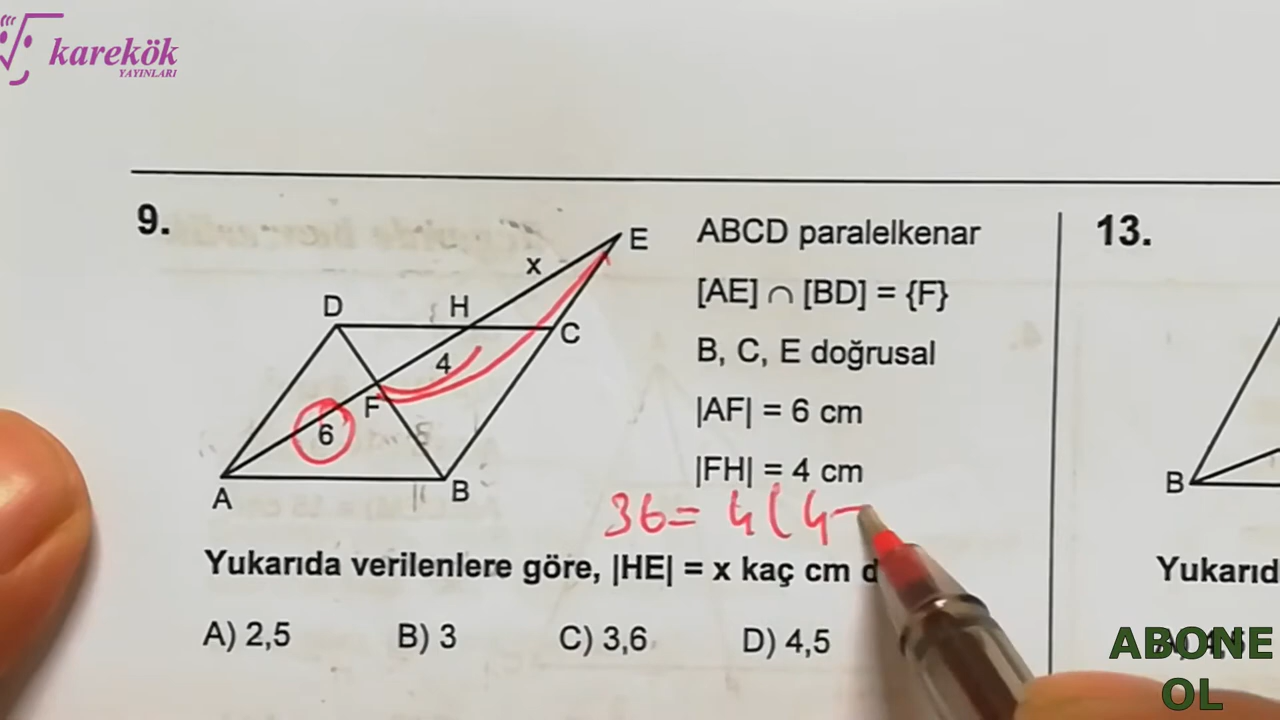 karekök
YAYINLARI
9.
E
x
D
H
C
4
F
6
A
B
ABCD paralelkenar
[AE] ∩ [BD] = {F}
B, C, E doğrusal
|AF| = 6 cm
|FH| = 4 cm
36 = 4 ( 4
Yukarıda verilenlere göre, |HE| = x kaç cm d
A) 2,5 B) 3 C) 3,6 D) 4,5
13.
B
Yukarıd
ABONE
OL